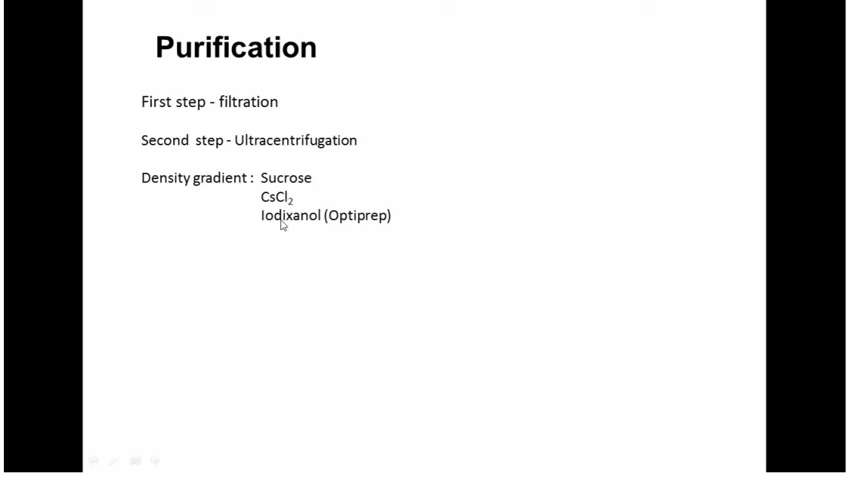 Purification
First step - filtration
Second step - Ultracentrifugation
Density gradient : Sucrose
CsCl₂
Iodixanol (Optiprep)